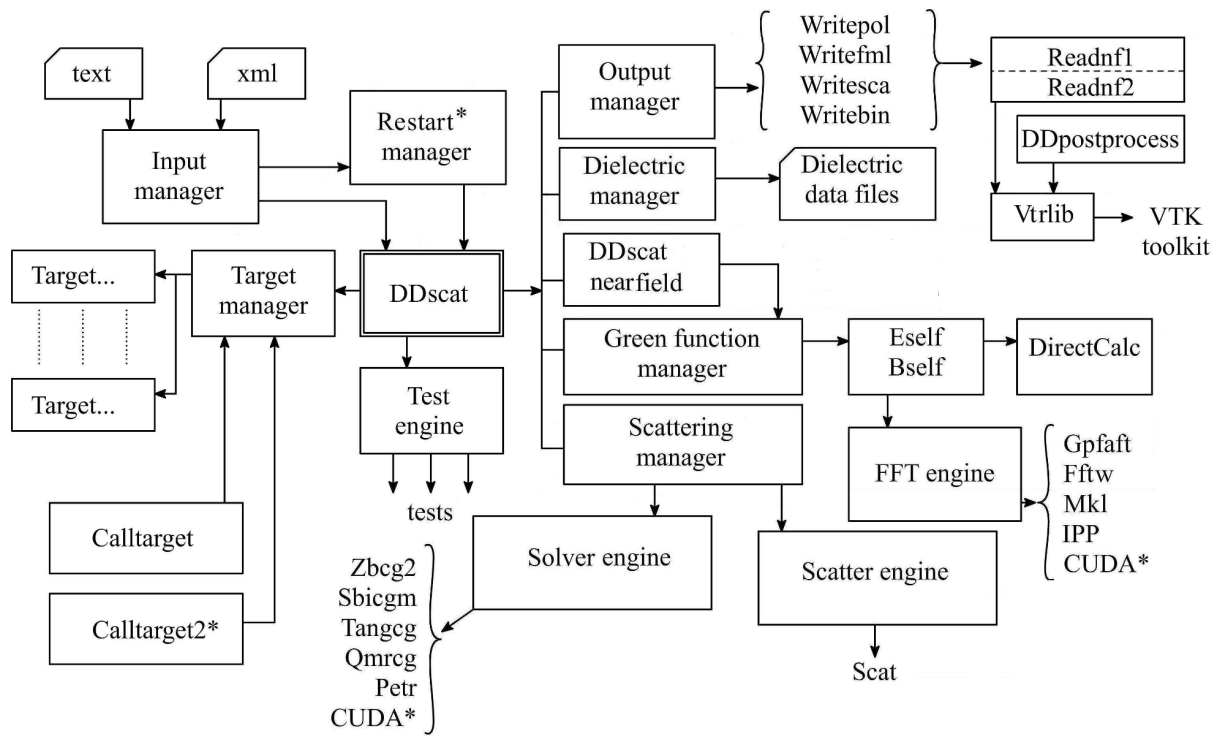 text
xml
Input
manager
Restart*
manager
Output
manager
Writepol
Writefml
Writesca
Writebin
Readnf1
Readnf2
DDpostprocess
Vtrlib
VTK
toolkit
Dielectric
manager
Dielectric
data files
Target...
Target...
Target
manager
DDscat
DDscat
nearfield
Green function
manager
Eself
Bself
DirectCalc
Test
engine
tests
Scattering
manager
FFT engine
Gpfaft
Fftw
Mkl
IPP
CUDA*
Calltarget
Calltarget2*
Solver engine
Zbcg2
Sbicgm
Tangcg
Qmrcg
Petr
CUDA*
Scatter engine
Scat